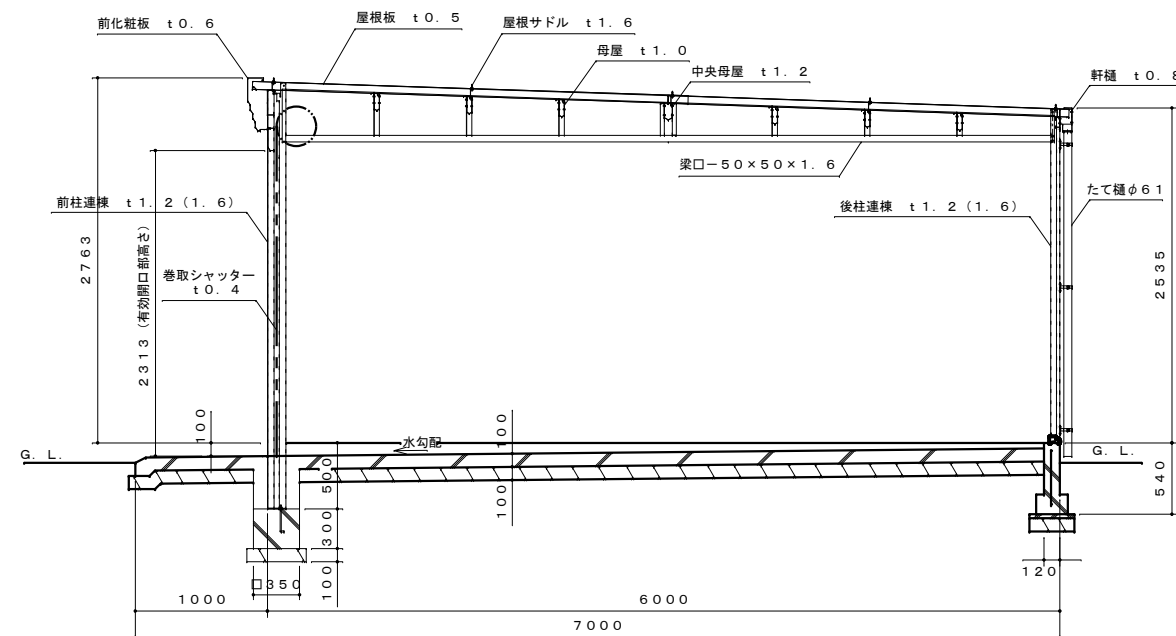 前化粧板 t0.6
屋根板 t0.5
屋根サドル t1.6
母屋 t1.0
中央母屋 t1.2
軒樋 t0.8
梁口-50×50×1.6
前柱連棟 t1.2(1.6)
後柱連棟 t1.2(1.6)
たて樋φ61
2763
2313(有効開口部高さ)
巻取シャッター
t0.4
2535
100
水勾配
100
G. L.
G. L.
500
100
540
300
□350
100
120
1000
6000
7000